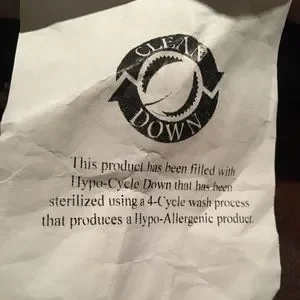 CLEAN
DOWN
This product has been filled with
Hypo-Cycle Down that has been
sterilized using a 4-Cycle wash process
that produces a Hypo-Allergenic product.